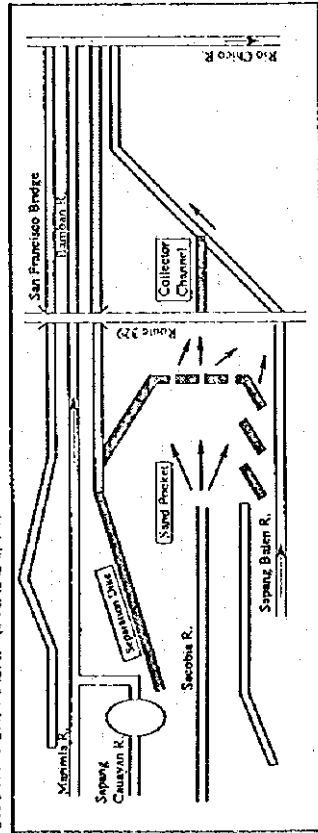 San Francisco Bridge
Bamban R.
Rio Chico R.
Route 329
Collector
Channel
Marimla R.
Sapang
Cauayan R.
Separation Dike
Sand Pocket
Sacobia R.
Sapang Balen R.